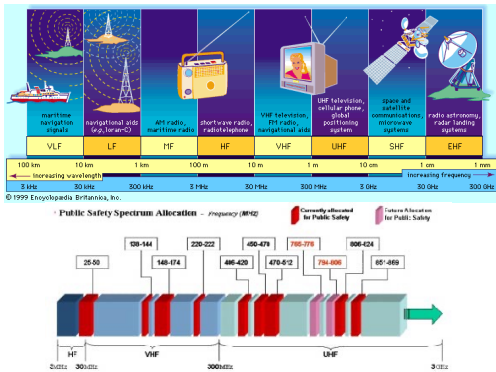 maritime navigation signals
navigational aids (e.g., loran-C)
AM radio, maritime radio
shortwave radio, radiotelephone
VHF television, FM radio, navigational aids
UHF television, cellular phone, global positioning system
space and satellite communications, microwave systems
radio astronomy, radar landing systems
VLF LF MF HF VHF UHF SHF EHF
100 km 10 km 1 km 100 m 10 m 1 m 10 cm 1 cm 1 mm
increasing wavelength increasing frequency
3 kHz 30 kHz 300 kHz 3 MHz 30 MHz 300 MHz 3 GHz 30 GHz 300 GHz
© 1999 Encyclopædia Britannica, Inc.
Public Safety Spectrum Allocation – Frequency (MHz)
Currently allocated for Public Safety
Future Allocation for Public Safety
138-144 220-222 450-470 765-776 806-824
25-50 148-174 406-420 470-512 794-806 851-869
HF VHF UHF
30MHz 300MHz 3 GHz